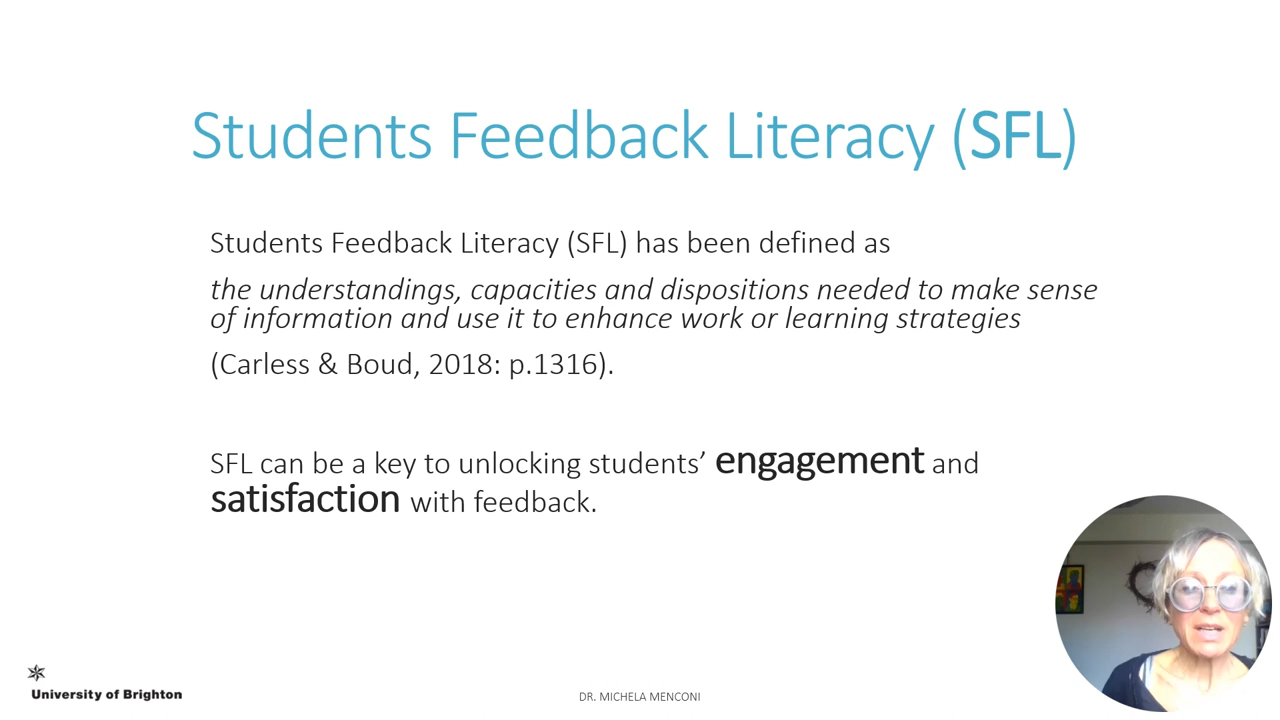 Students Feedback Literacy (SFL)
Students Feedback Literacy (SFL) has been defined as
the understandings, capacities and dispositions needed to make sense
of information and use it to enhance work or learning strategies
(Carless & Boud, 2018: p.1316).
SFL can be a key to unlocking students’ engagement and
satisfaction with feedback.
University of Brighton
DR. MICHELA MENCONI